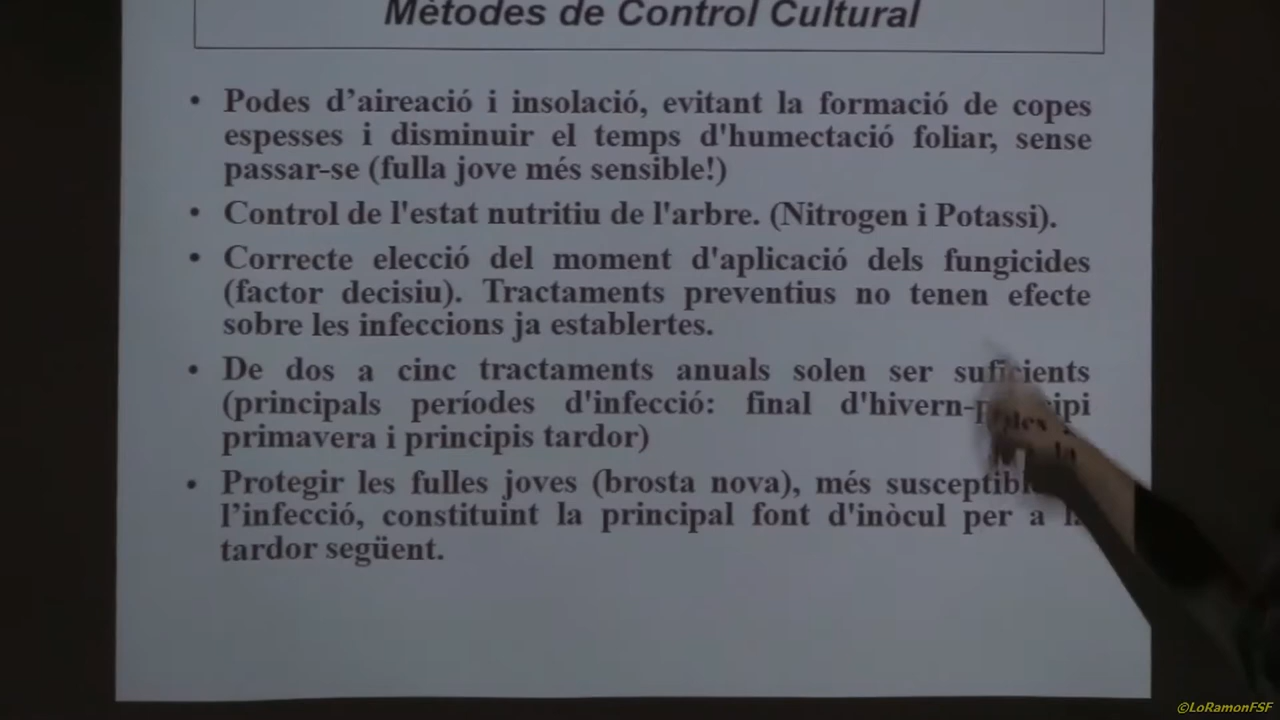 Mètodes de Control Cultural
• Podes d’aireació i insolació, evitant la formació de copes
espesses i disminuir el temps d'humectació foliar, sense
passar-se (fulla jove més sensible!)
• Control de l'estat nutritiu de l'arbre. (Nitrogen i Potassi).
• Correcte elecció del moment d'aplicació dels fungicides
(factor decisiu). Tractaments preventius no tenen efecte
sobre les infeccions ja establertes.
• De dos a cinc tractaments anuals solen ser suficients
(principals períodes d'infecció: final d'hivern-
primavera i principis tardor)
• Protegir les fulles joves (brosta nova), més
l’infecció, constituint la principal font d'inòcul per a
tardor següent.
©LoRamonFSF